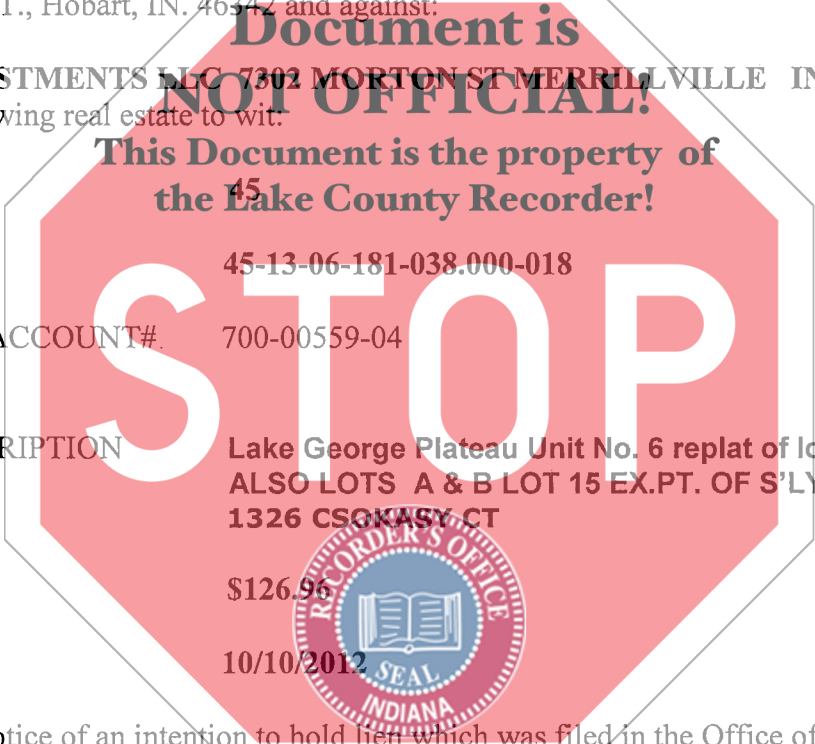 T., Hobart, IN. 46342 and against:
Document is
STMENTS LLC 7302 MORTON ST MERRILLVILLE IN
NOT OFFICIAL!
wing real estate to wit:
This Document is the property of
45
the Lake County Recorder!
45-13-06-181-038.000-018
STOP
ACCOUNT#. 700-00559-04
RIPTION Lake George Plateau Unit No. 6 replat of lo
ALSO LOTS A & B LOT 15 EX.PT. OF S'LY
1326 CSOKASY CT
RECORDER'S OFFICE
$126.96
10/10/2012
SEAL
INDIANA
otice of an intention to hold lien which was filed in the Office of